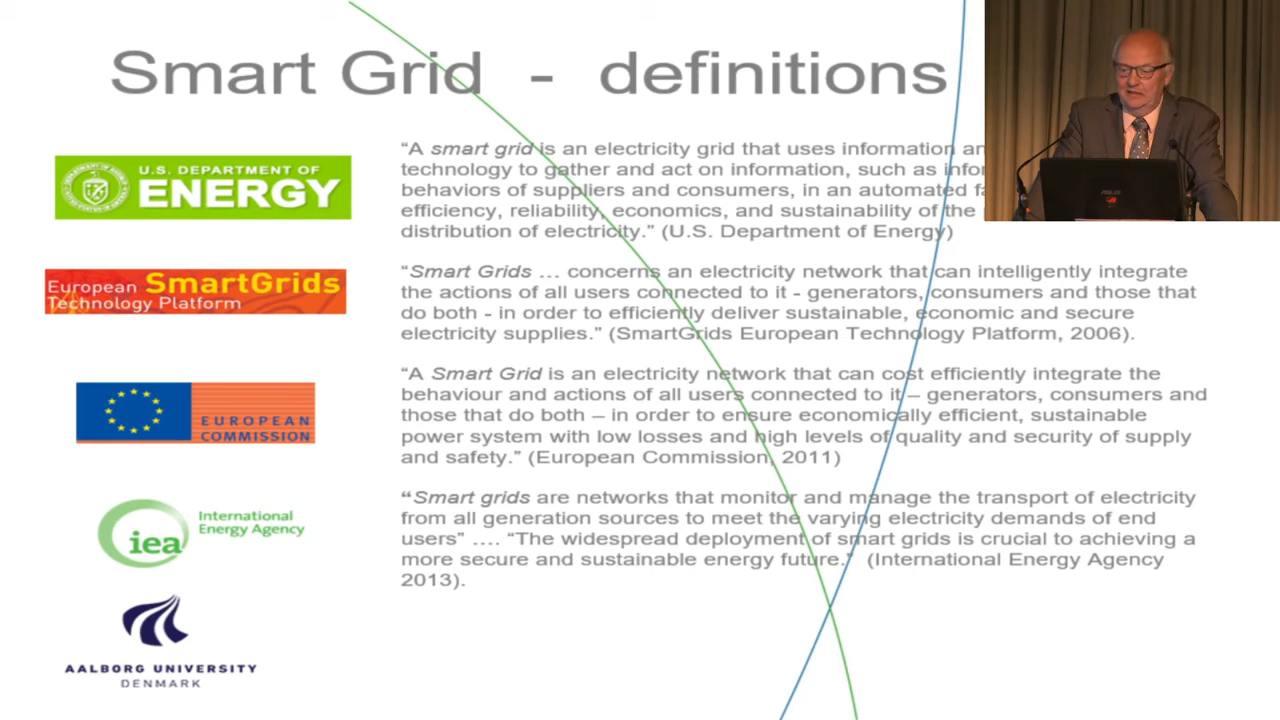 Smart Grid - definitions
U.S. DEPARTMENT OF
ENERGY
European SmartGrids
Technology Platform
EUROPEAN
COMMISSION
iea
International
Energy Agency
AALBORG UNIVERSITY
DENMARK
“A smart grid is an electricity grid that uses information
technology to gather and act on information, such as
behaviors of suppliers and consumers, in an automated
efficiency, reliability, economics, and sustainability of the
distribution of electricity.” (U.S. Department of Energy)
“Smart Grids … concerns an electricity network that can intelligently integrate
the actions of all users connected to it - generators, consumers and those that
do both - in order to efficiently deliver sustainable, economic and secure
electricity supplies.” (SmartGrids European Technology Platform, 2006).
“A Smart Grid is an electricity network that can cost efficiently integrate the
behaviour and actions of all users connected to it – generators, consumers and
those that do both – in order to ensure economically efficient, sustainable
power system with low losses and high levels of quality and security of supply
and safety.” (European Commission, 2011)
“Smart grids are networks that monitor and manage the transport of electricity
from all generation sources to meet the varying electricity demands of end
users” …. “The widespread deployment of smart grids is crucial to achieving a
more secure and sustainable energy future.” (International Energy Agency
2013).